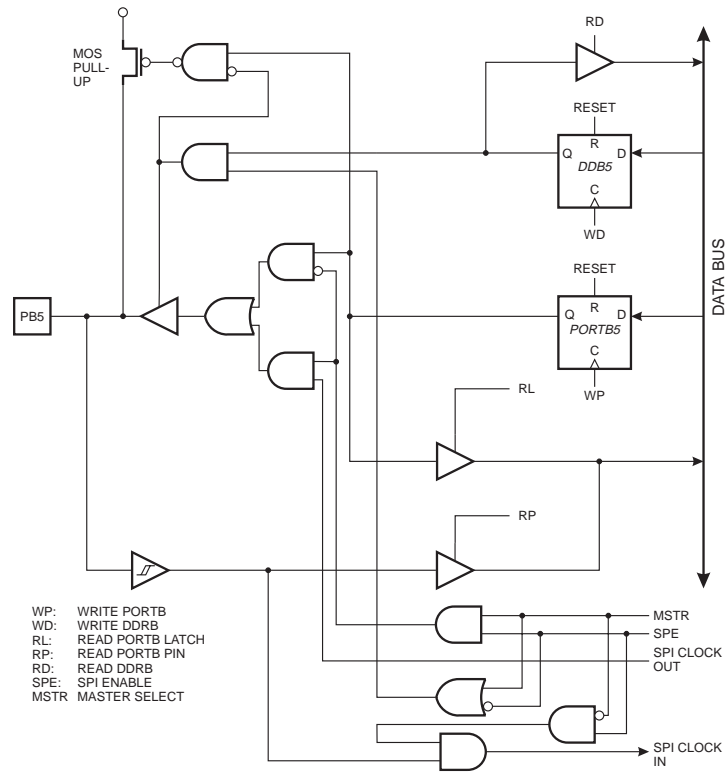 MOS
PULL-
UP
RD
RESET
R
Q
D
DDB5
C
WD
RESET
R
Q
D
PORTB5
C
WP
DATA BUS
PB5
RL
RP
WP: WRITE PORTB
WD: WRITE DDRB
RL: READ PORTB LATCH
RP: READ PORTB PIN
RD: READ DDRB
SPE: SPI ENABLE
MSTR MASTER SELECT
MSTR
SPE
SPI CLOCK
OUT
SPI CLOCK
IN